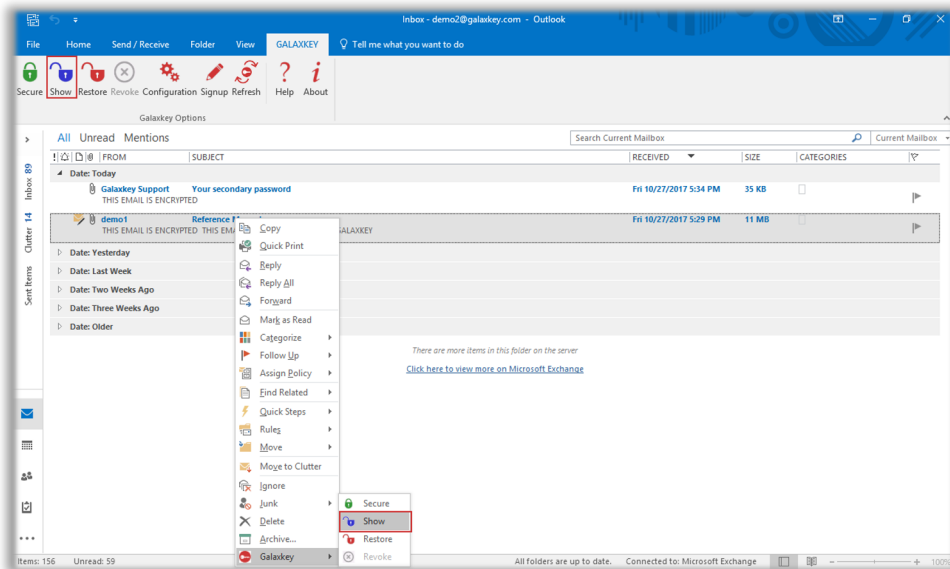 Inbox - demo2@galaxkey.com - Outlook
File Home Send / Receive Folder View GALAXKEY Tell me what you want to do
Secure Show Restore Revoke Configuration Signup Refresh Help About
Galaxkey Options
All Unread Mentions
Search Current Mailbox Current Mailbox
FROM SUBJECT RECEIVED SIZE CATEGORIES
Date: Today
Galaxkey Support Your secondary password Fri 10/27/2017 5:34 PM 35 KB
THIS EMAIL IS ENCRYPTED
demo1 Reference Fri 10/27/2017 5:29 PM 11 MB
THIS EMAIL IS ENCRYPTED THIS EMA GALAXKEY
Date: Yesterday
Date: Last Week
Date: Two Weeks Ago
Date: Three Weeks Ago
Date: Older
There are more items in this folder on the server
Click here to view more on Microsoft Exchange
Inbox 89
Clutter 14
Sent Items
Copy
Quick Print
Reply
Reply All
Forward
Mark as Read
Categorize
Follow Up
Assign Policy
Find Related
Quick Steps
Rules
Move
Move to Clutter
Ignore
Junk
Delete
Archive...
Galaxkey
Secure
Show
Restore
Revoke
Items: 156 Unread: 59 All folders are up to date. Connected to: Microsoft Exchange 100%